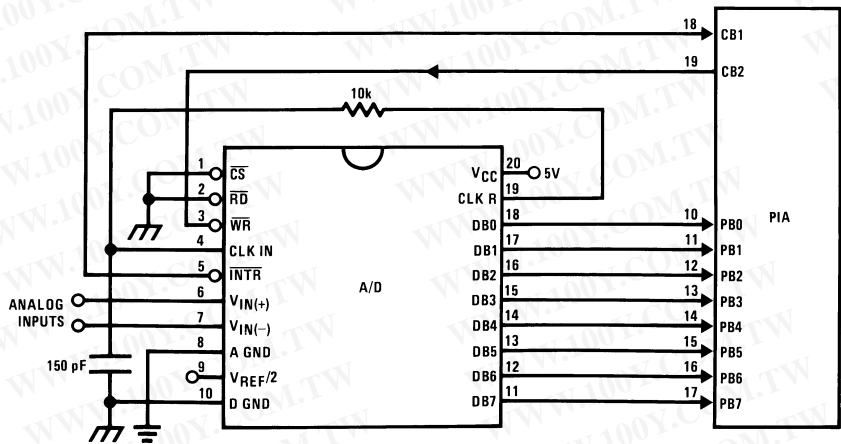 WWW.100Y.COM.TW
18 CB1
19 CB2
10k
1 CS
2 RD
3 WR
4 CLK IN
5 INTR
6 VIN(+)
7 VIN(−)
8 A GND
9 VREF/2
10 D GND
ANALOG
INPUTS
150 pF
A/D
VCC 20 5V
CLK R 19
DB0 18
DB1 17
DB2 16
DB3 15
DB4 14
DB5 13
DB6 12
DB7 11
10 PB0
11 PB1
12 PB2
13 PB3
14 PB4
15 PB5
16 PB6
17 PB7
PIA